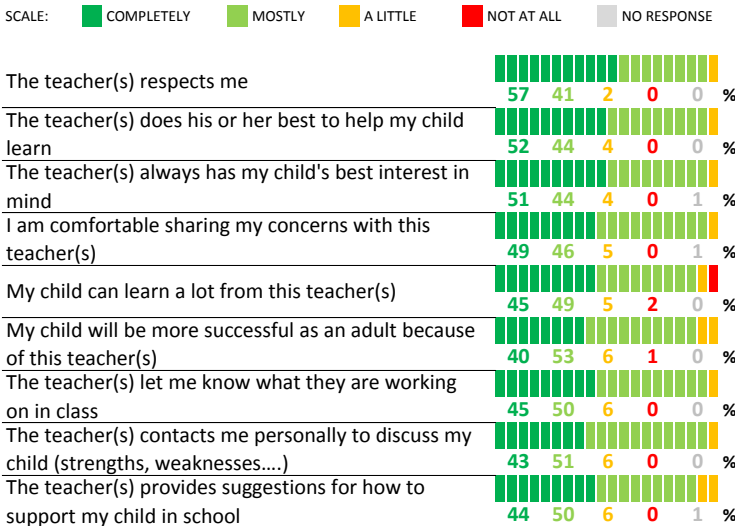 SCALE: COMPLETELY MOSTLY A LITTLE NOT AT ALL NO RESPONSE
The teacher(s) respects me
57 41 2 0 0 %
The teacher(s) does his or her best to help my child
learn
52 44 4 0 0 %
The teacher(s) always has my child's best interest in
mind
51 44 4 0 1 %
I am comfortable sharing my concerns with this
teacher(s)
49 46 5 0 1 %
My child can learn a lot from this teacher(s)
45 49 5 2 0 %
My child will be more successful as an adult because
of this teacher(s)
40 53 6 1 0 %
The teacher(s) let me know what they are working
on in class
45 50 6 0 0 %
The teacher(s) contacts me personally to discuss my
child (strengths, weaknesses....)
43 51 6 0 0 %
The teacher(s) provides suggestions for how to
support my child in school
44 50 6 0 1 %